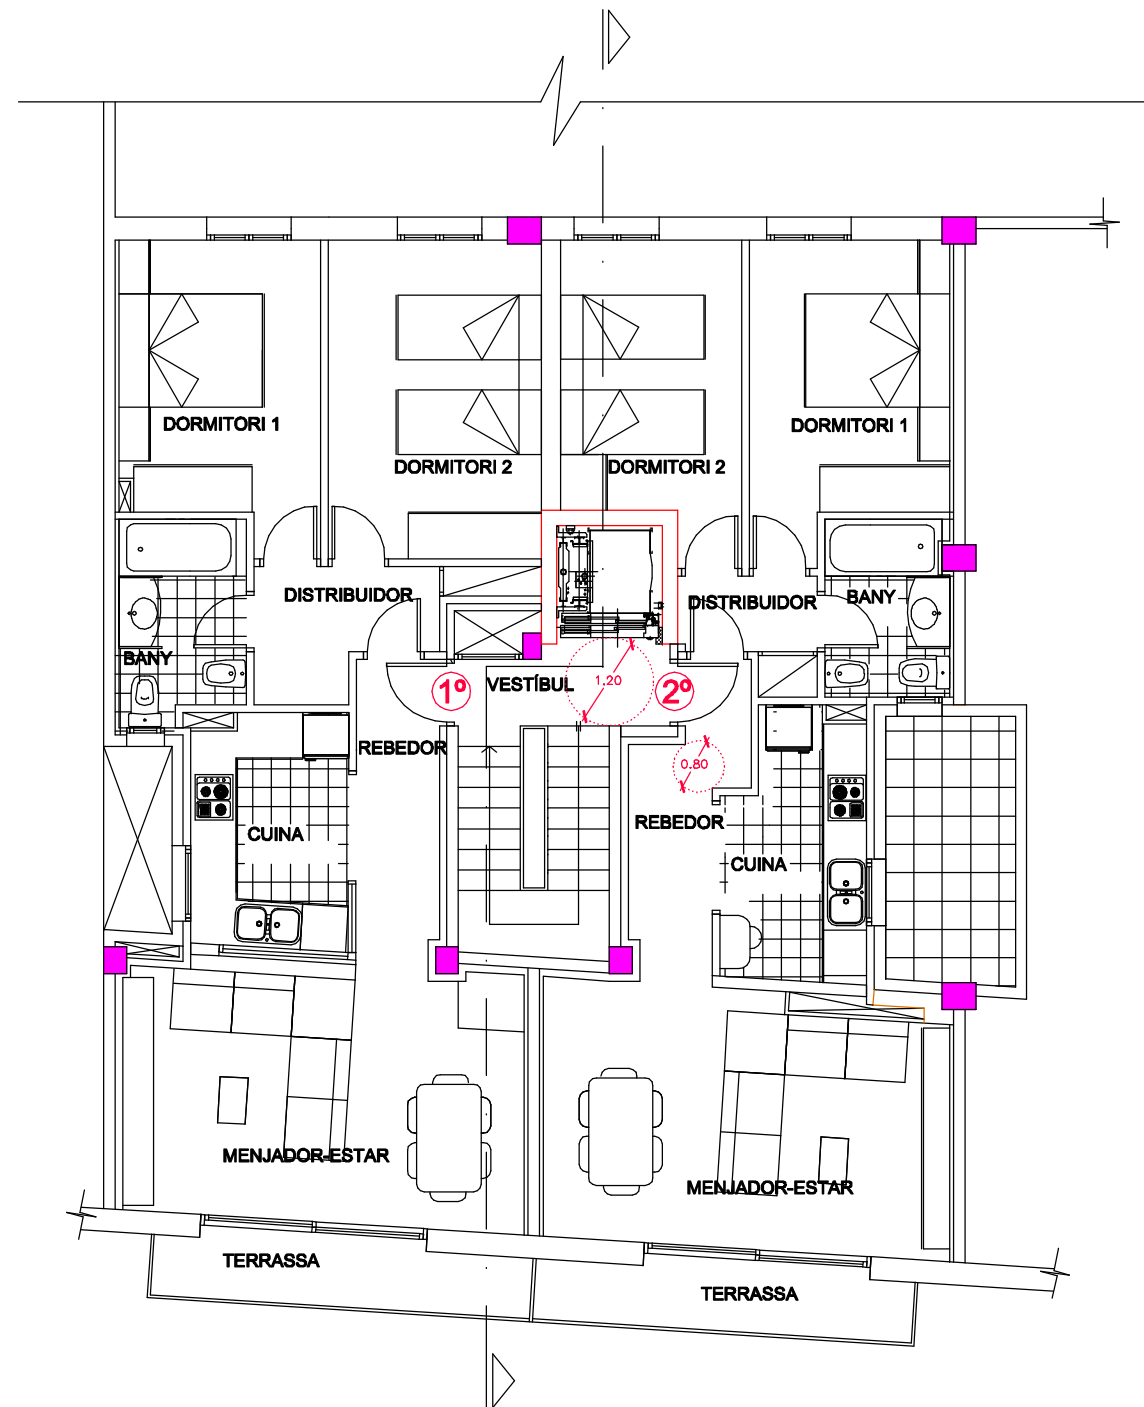 DORMITORI 1
DORMITORI 1
DORMITORI 2
DORMITORI 2
DISTRIBUIDOR
DISTRIBUIDOR
BANY
BANY
1º
VESTÍBUL
1.20
2º
REBEDOR
0.80
REBEDOR
CUINA
CUINA
MENJADOR-ESTAR
MENJADOR-ESTAR
TERRASSA
TERRASSA